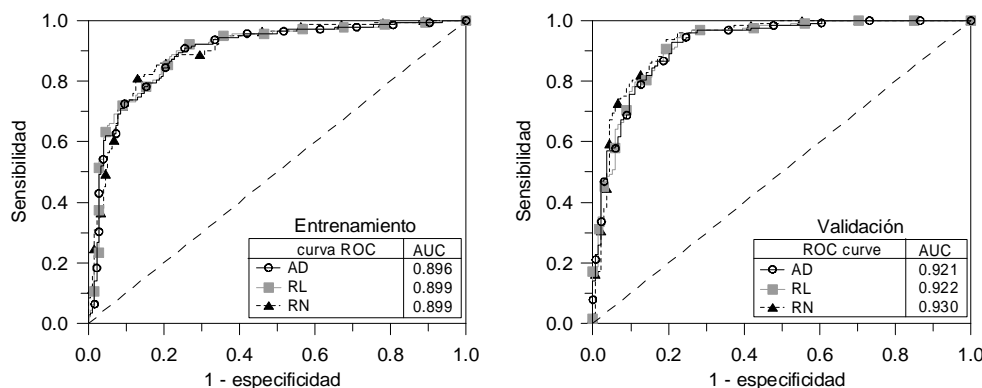 1.0
0.8
0.6
0.4
0.2
0.0
Sensibilidad
0.0 0.2 0.4 0.6 0.8 1.0
1 - especificidad
Entrenamiento
curva ROC AUC
AD 0.896
RL 0.899
RN 0.899
1.0
0.8
0.6
0.4
0.2
0.0
Sensibilidad
0.0 0.2 0.4 0.6 0.8 1.0
1 - especificidad
Validación
ROC curve AUC
AD 0.921
RL 0.922
RN 0.930